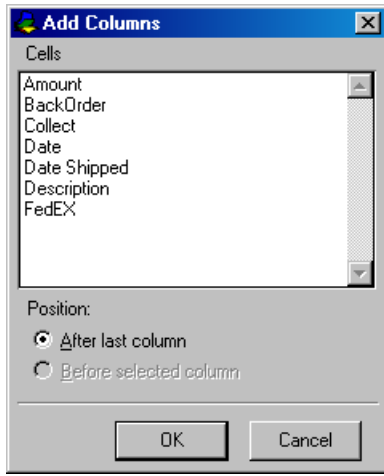 Add Columns
Cells
Amount
BackOrder
Collect
Date
Date Shipped
Description
FedEX
Position:
After last column
Before selected column
OK
Cancel